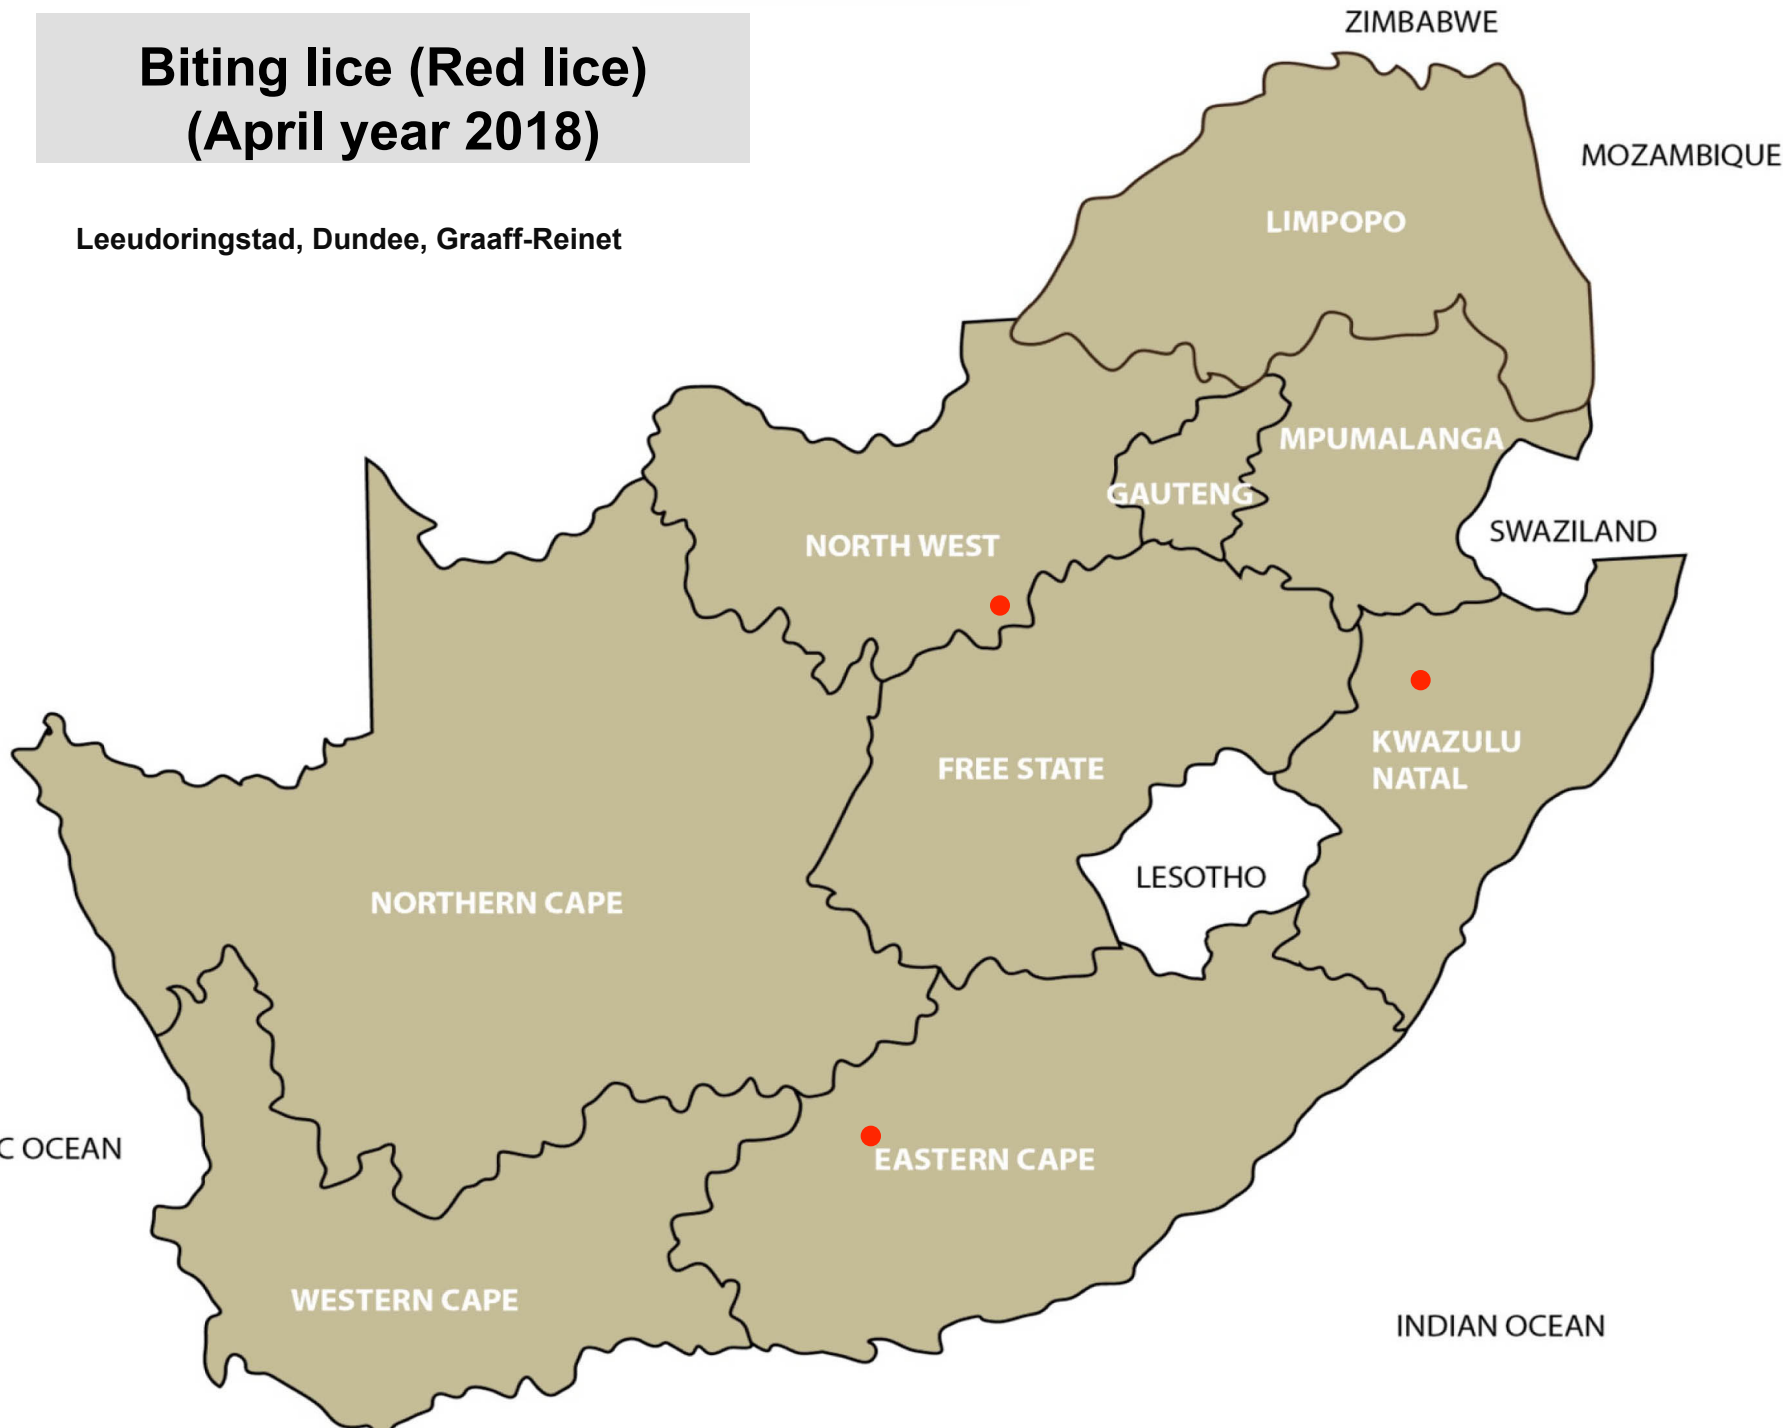 Biting lice (Red lice)
(April year 2018)
Leeudoringstad, Dundee, Graaff-Reinet
ZIMBABWE
MOZAMBIQUE
LIMPOPO
MPUMALANGA
GAUTENG
SWAZILAND
NORTH WEST
KWAZULU
NATAL
FREE STATE
LESOTHO
NORTHERN CAPE
C OCEAN
EASTERN CAPE
WESTERN CAPE
INDIAN OCEAN